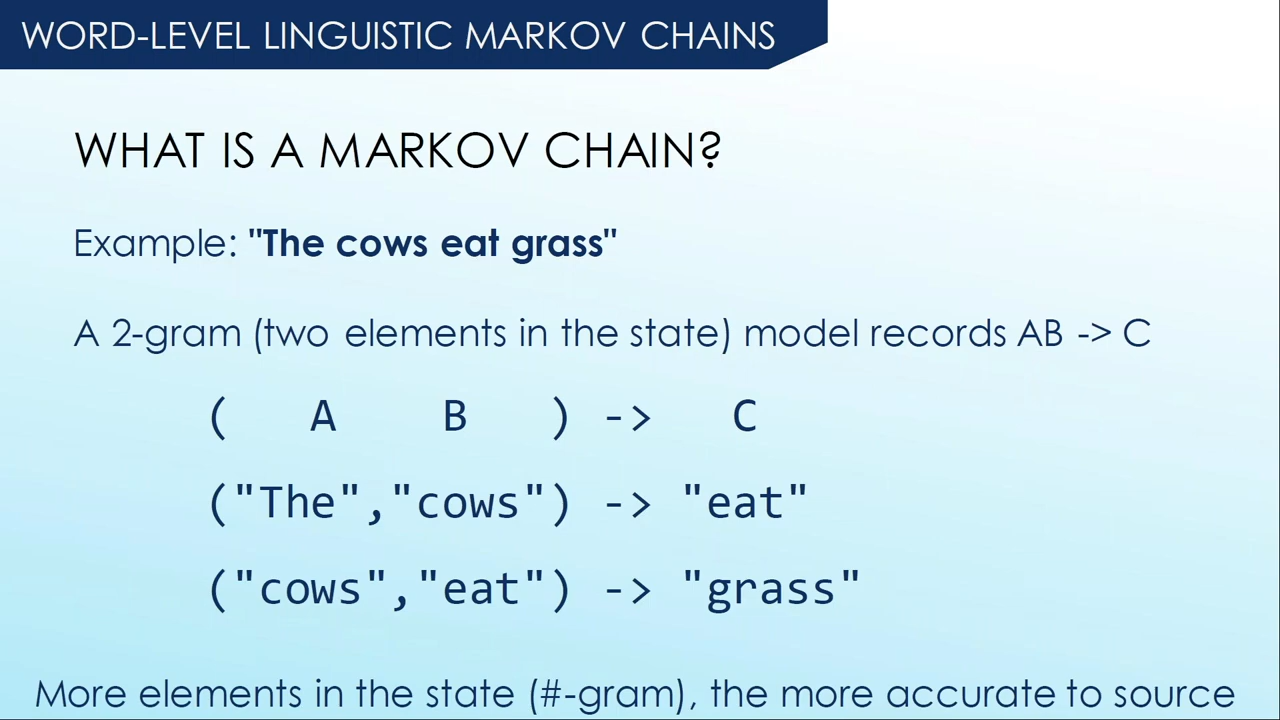 WORD-LEVEL LINGUISTIC MARKOV CHAINS
WHAT IS A MARKOV CHAIN?
Example: "The cows eat grass"
A 2-gram (two elements in the state) model records AB -> C
( A B ) -> C
("The","cows") -> "eat"
("cows","eat") -> "grass"
More elements in the state (#-gram), the more accurate to source